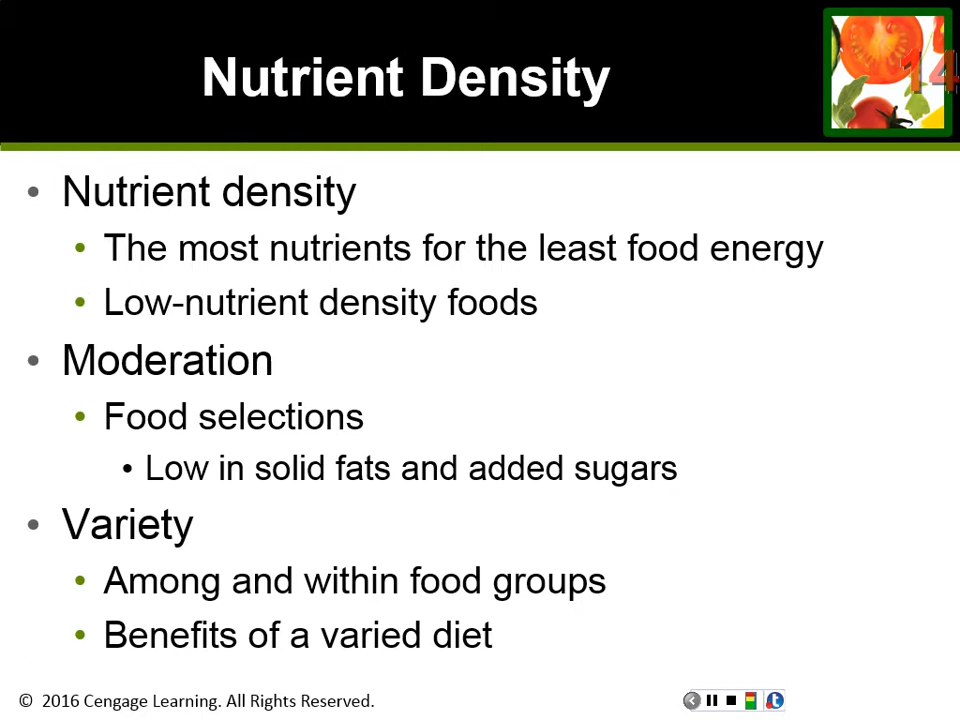 Nutrient Density
14
• Nutrient density
• The most nutrients for the least food energy
• Low-nutrient density foods
• Moderation
• Food selections
• Low in solid fats and added sugars
• Variety
• Among and within food groups
• Benefits of a varied diet
© 2016 Cengage Learning. All Rights Reserved.
t